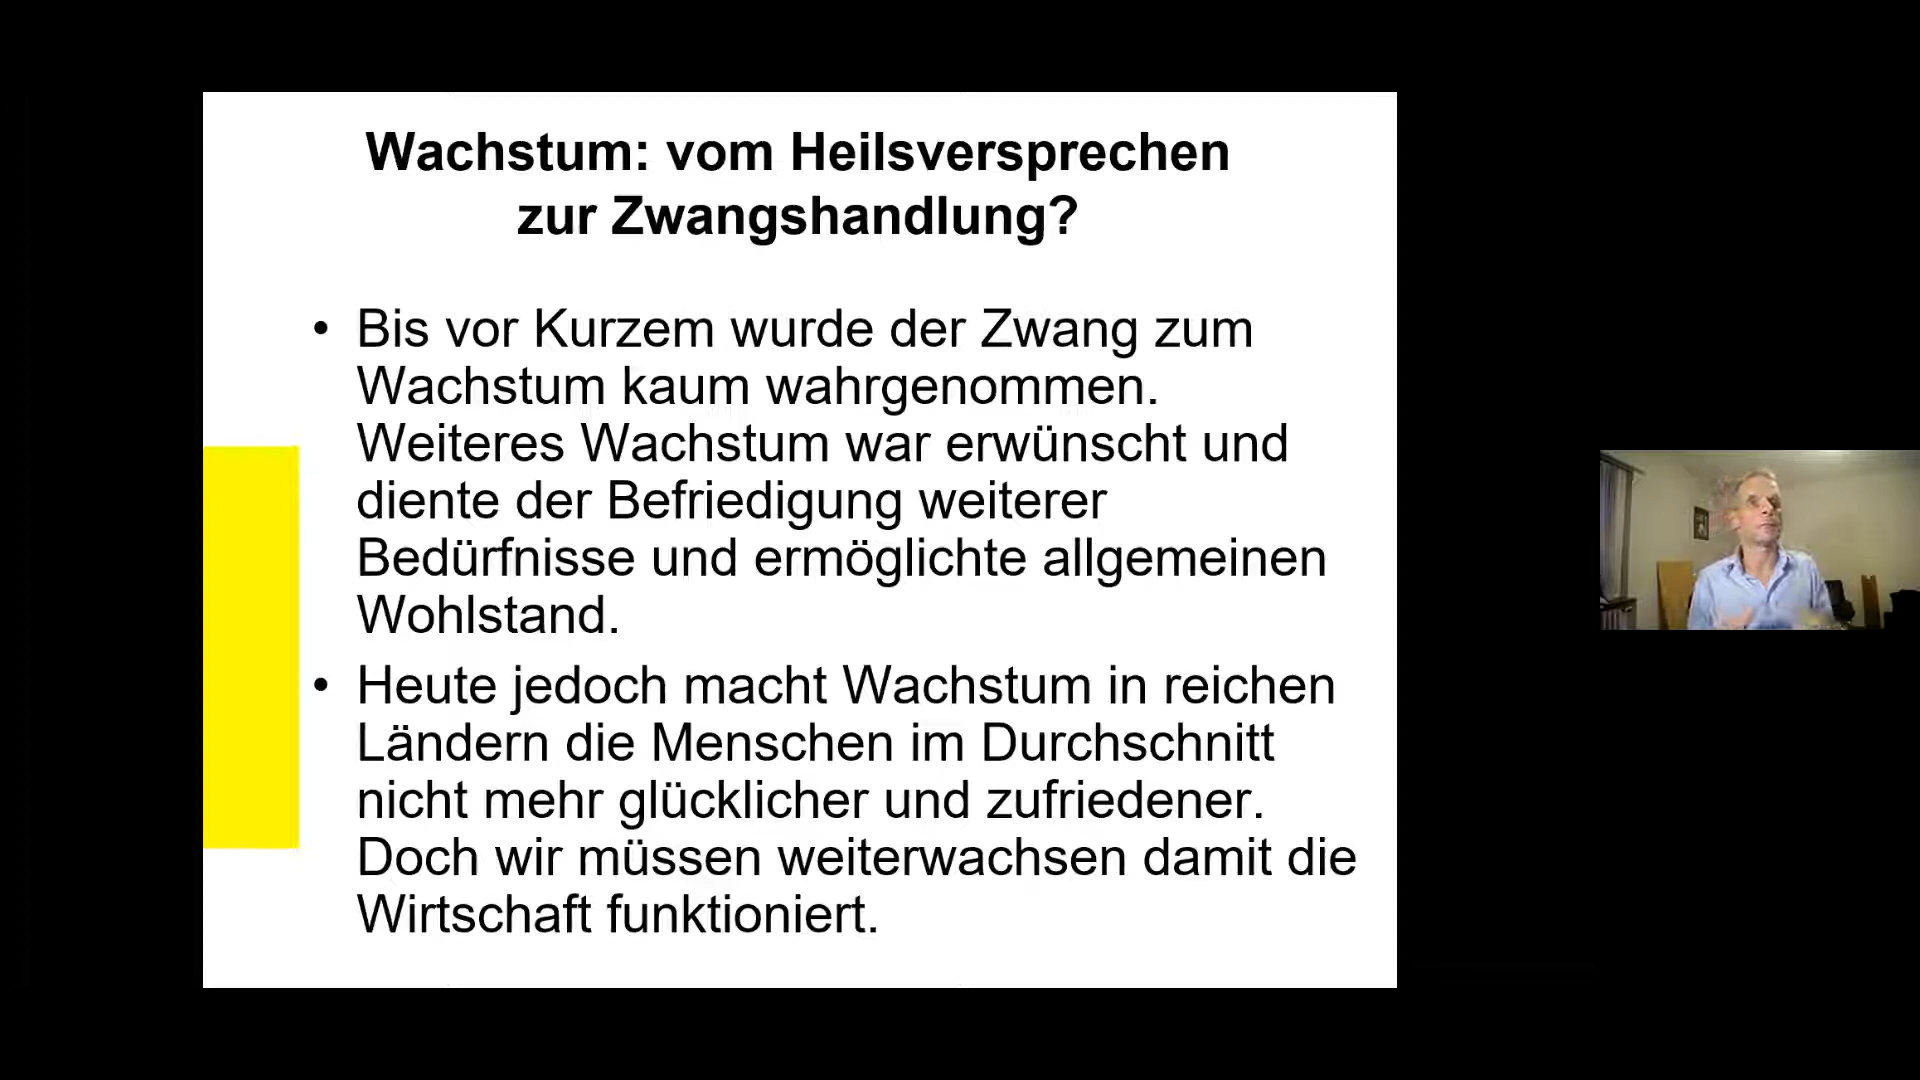 Wachstum: vom Heilsversprechen
zur Zwangshandlung?
• Bis vor Kurzem wurde der Zwang zum
Wachstum kaum wahrgenommen.
Weiteres Wachstum war erwünscht und
diente der Befriedigung weiterer
Bedürfnisse und ermöglichte allgemeinen
Wohlstand.
• Heute jedoch macht Wachstum in reichen
Ländern die Menschen im Durchschnitt
nicht mehr glücklicher und zufriedener.
Doch wir müssen weiterwachsen damit die
Wirtschaft funktioniert.